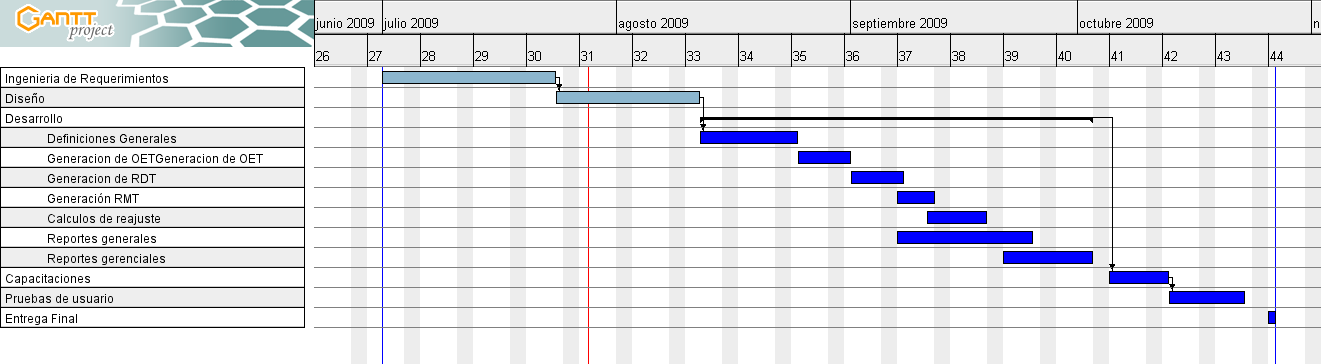 GANTT
project
junio 2009 julio 2009 agosto 2009 septiembre 2009 octubre 2009 n
26 27 28 29 30 31 32 33 34 35 36 37 38 39 40 41 42 43 44
Ingenieria de Requerimientos
Diseño
Desarrollo
Definiciones Generales
Generacion de OETGeneracion de OET
Generacion de RDT
Generación RMT
Calculos de reajuste
Reportes generales
Reportes gerenciales
Capacitaciones
Pruebas de usuario
Entrega Final